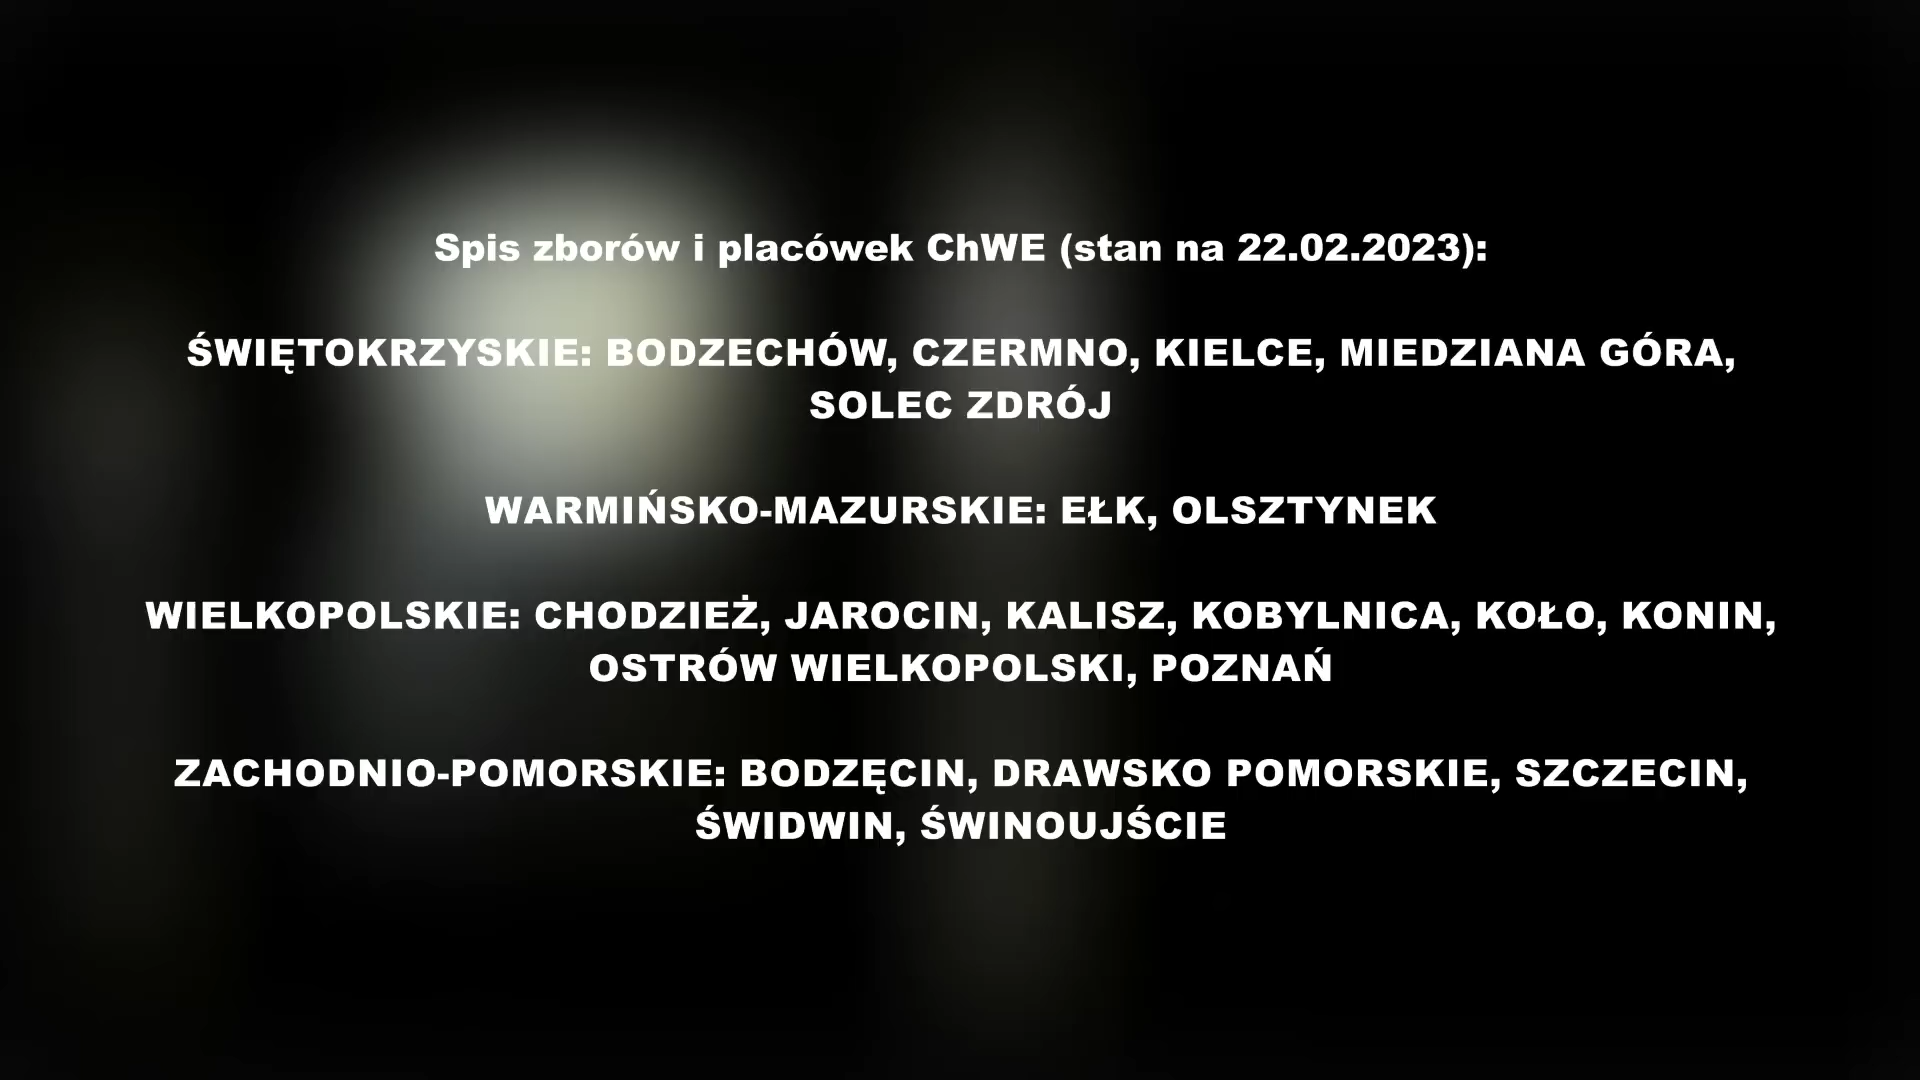 Spis zborów i placówek ChWE (stan na 22.02.2023):
ŚWIĘTOKRZYSKIE: BODZECHÓW, CZERMNO, KIELCE, MIEDZIANA GÓRA,
SOLEC ZDRÓJ
WARMIŃSKO-MAZURSKIE: EŁK, OLSZTYNEK
WIELKOPOLSKIE: CHODZIEŻ, JAROCIN, KALISZ, KOBYLNICA, KOŁO, KONIN,
OSTRÓW WIELKOPOLSKI, POZNAŃ
ZACHODNIO-POMORSKIE: BODZĘCIN, DRAWSKO POMORSKIE, SZCZECIN,
ŚWIDWIN, ŚWINOUJŚCIE